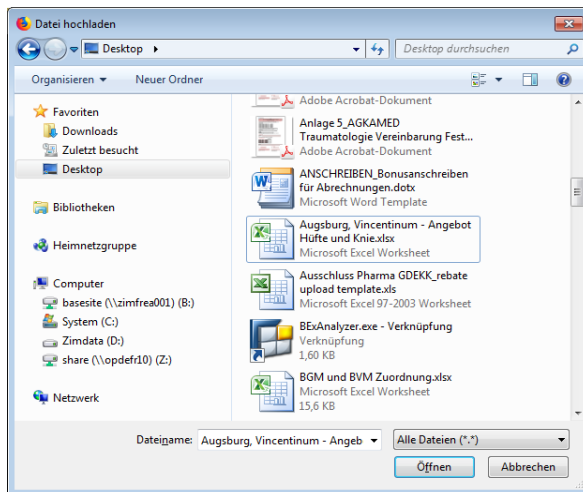 Datei hochladen
Desktop
Desktop durchsuchen
Organisieren
Neuer Ordner
Favoriten
Downloads
Zuletzt besucht
Desktop
Bibliotheken
Heimnetzgruppe
Computer
basesite (\\zimfrea001) (B:)
System (C:)
Zimdata (D:)
share (\\opdefr10) (Z:)
Netzwerk
Adobe Acrobat-Dokument
Anlage 5_AGKAMED
Traumatologie Vereinbarung Fest...
Adobe Acrobat-Dokument
ANSCHREIBEN_Bonusanschreiben
für Abrechnungen.dotx
Microsoft Word Template
Augsburg, Vincentinum - Angebot
Hüfte und Knie.xlsx
Microsoft Excel Worksheet
Ausschluss Pharma GDEKK_rebate
upload template.xls
Microsoft Excel 97-2003 Worksheet
BExAnalyzer.exe - Verknüpfung
Verknüpfung
1,60 KB
BGM und BVM Zuordnung.xlsx
Microsoft Excel Worksheet
15,6 KB
Dateiname: Augsburg, Vincentinum - Angeb
Alle Dateien (*.*)
Öffnen
Abbrechen